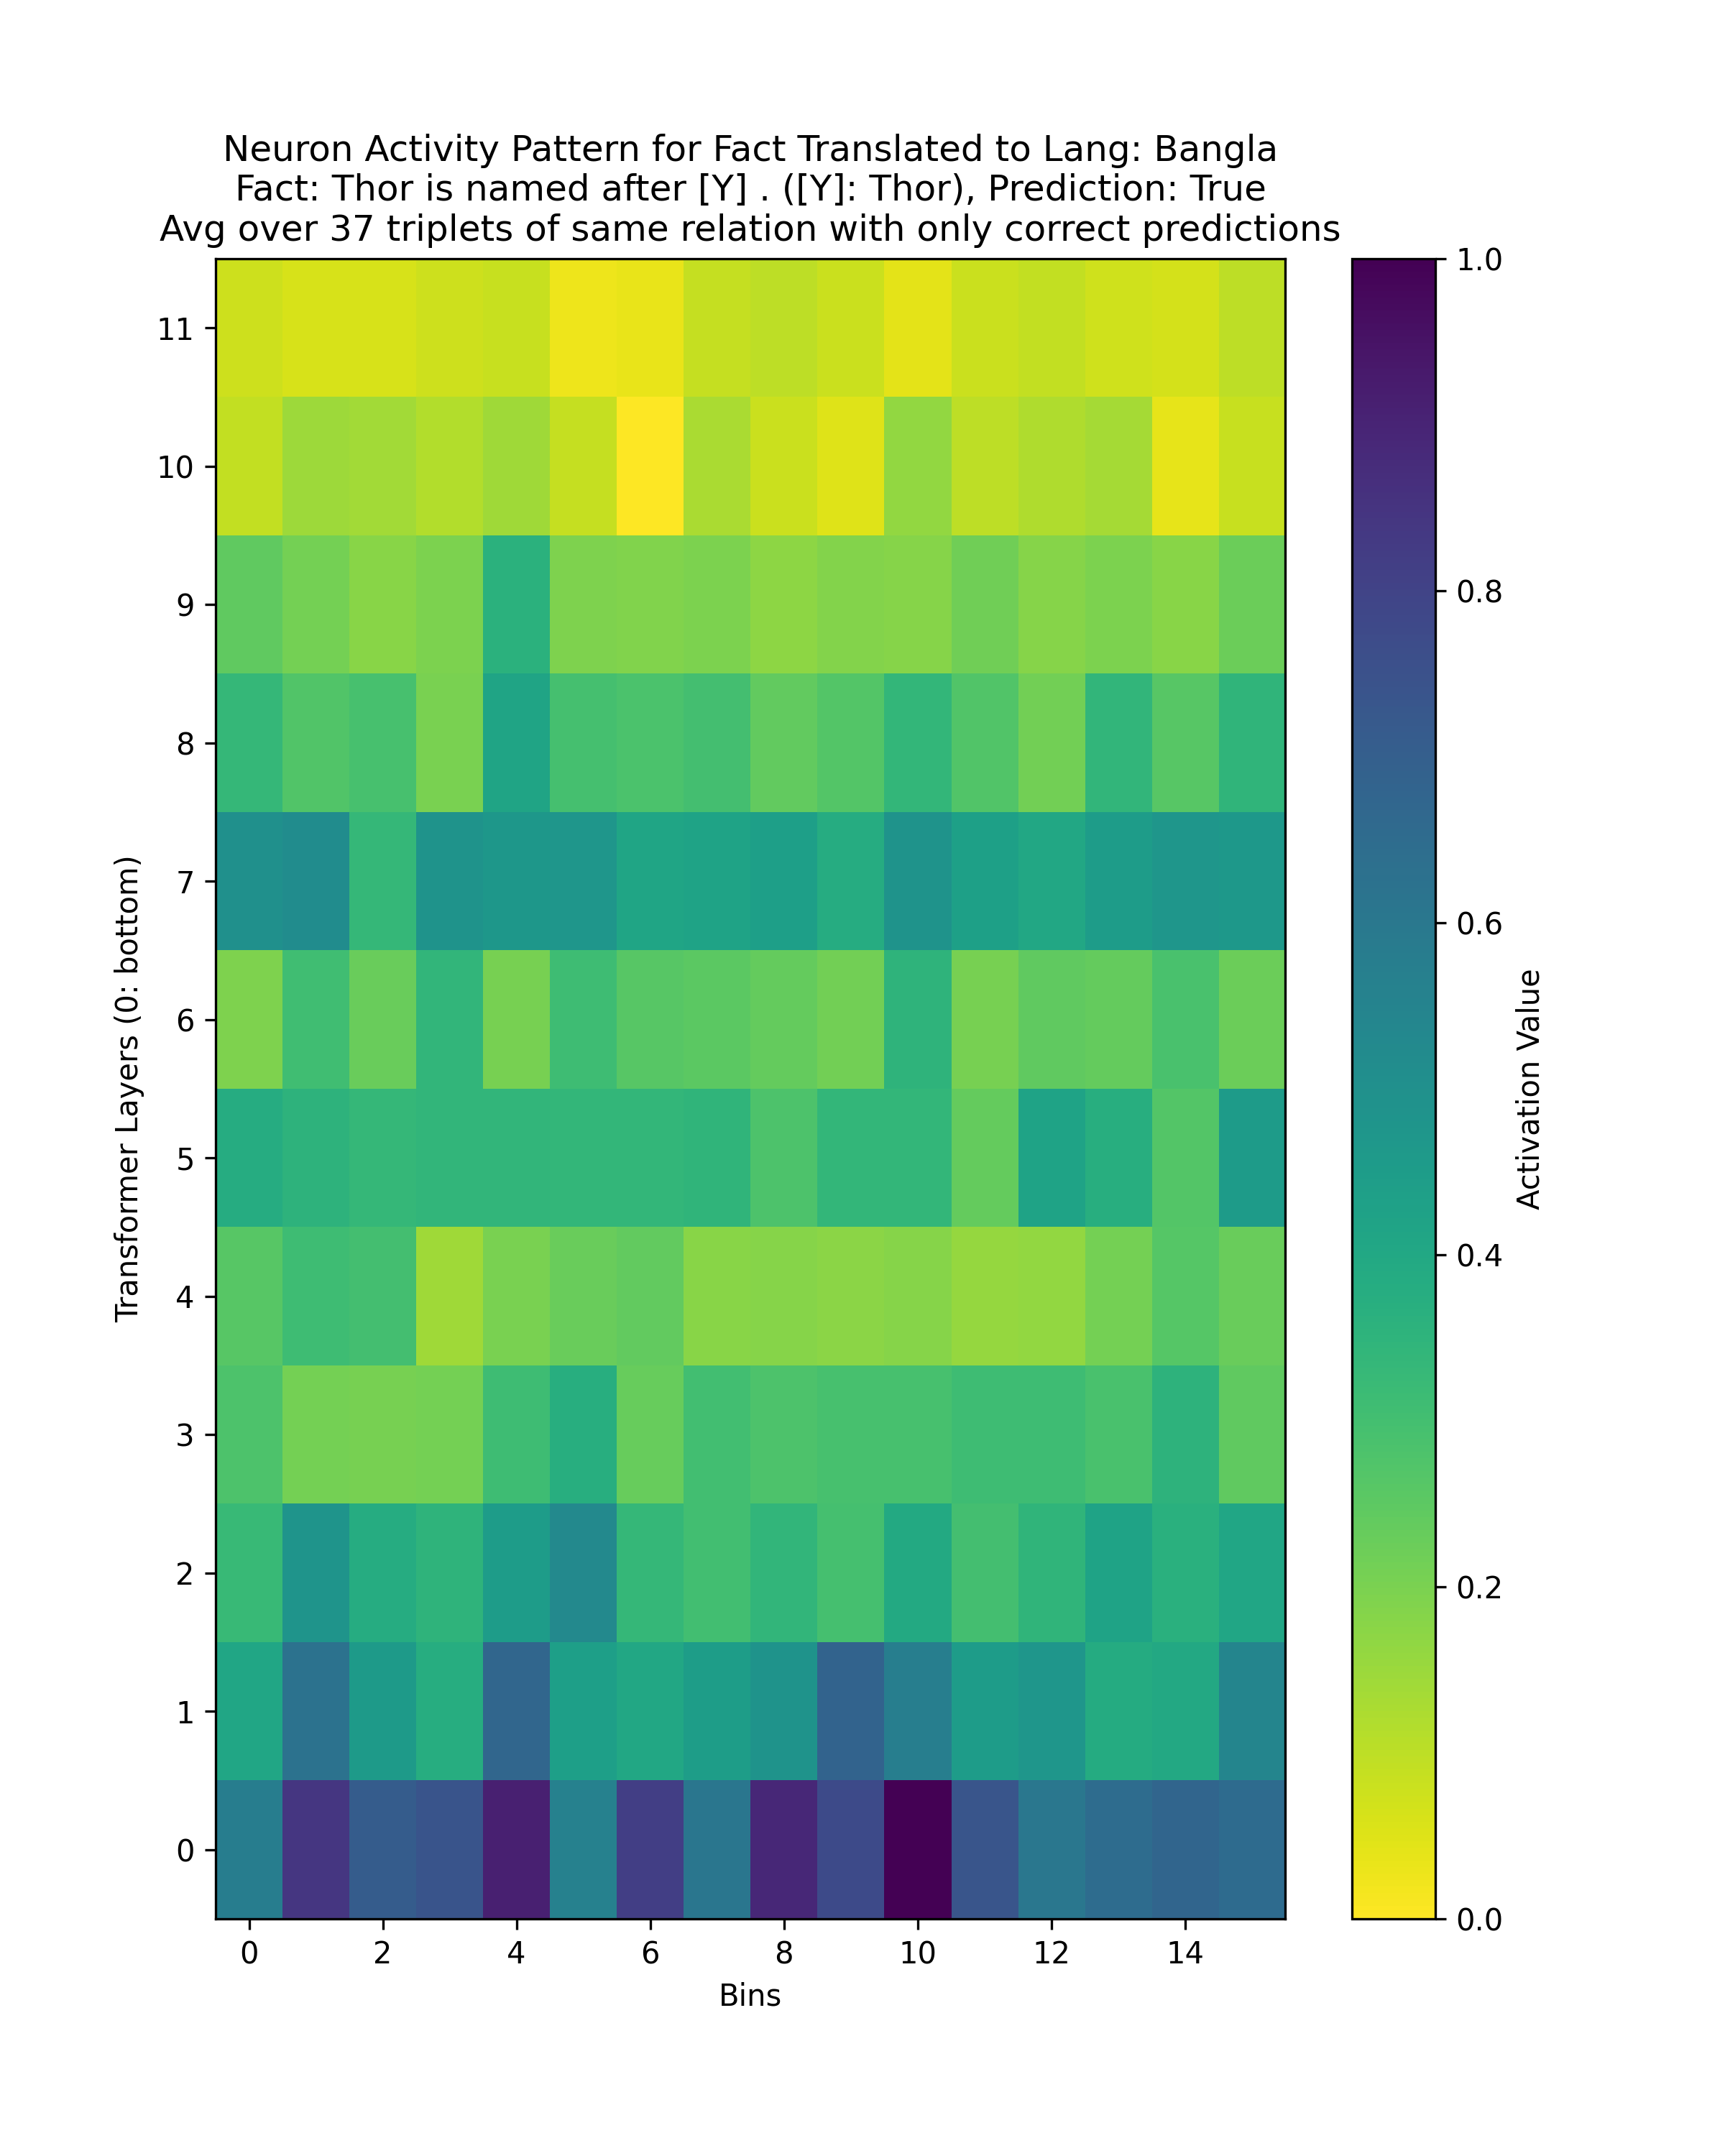 Neuron Activity Pattern for Fact Translated to Lang: Bangla
Fact: Thor is named after [Y] . ([Y]: Thor), Prediction: True
Avg over 37 triplets of same relation with only correct predictions
Transformer Layers (0: bottom)
11
10
9
8
7
6
5
4
3
2
1
0
0 2 4 6 8 10 12 14
Bins
1.0
0.8
0.6
0.4
0.2
0.0
Activation Value